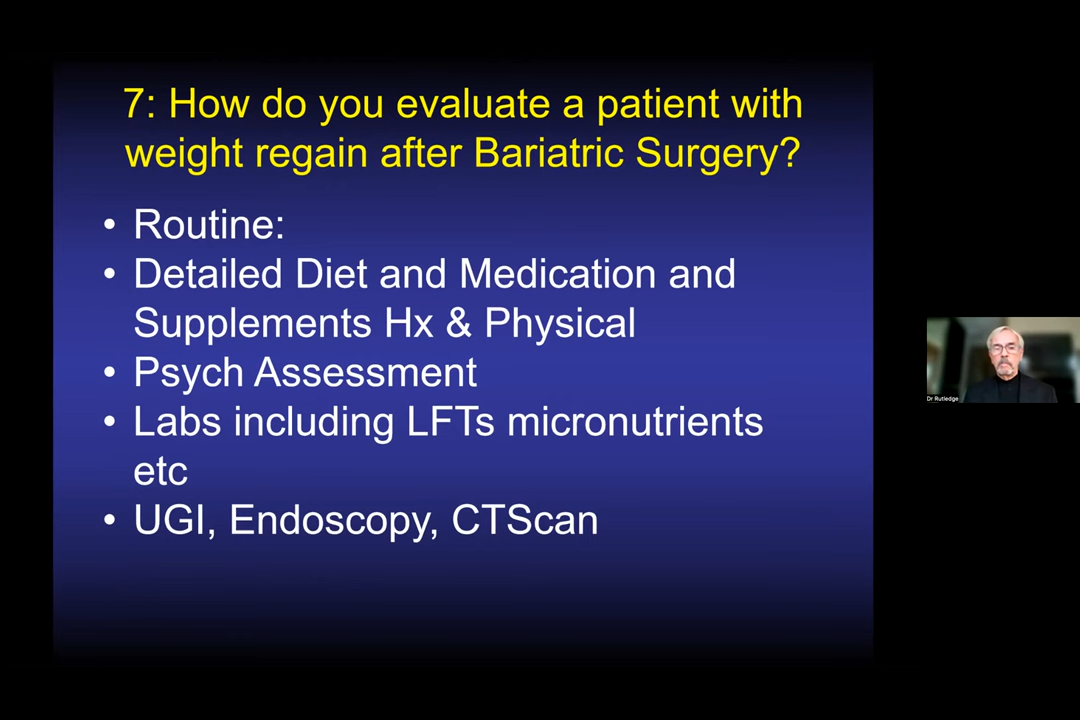 7: How do you evaluate a patient with
weight regain after Bariatric Surgery?
• Routine:
• Detailed Diet and Medication and
Supplements Hx & Physical
• Psych Assessment
• Labs including LFTs micronutrients
etc
• UGI, Endoscopy, CTScan
Dr Rutledge